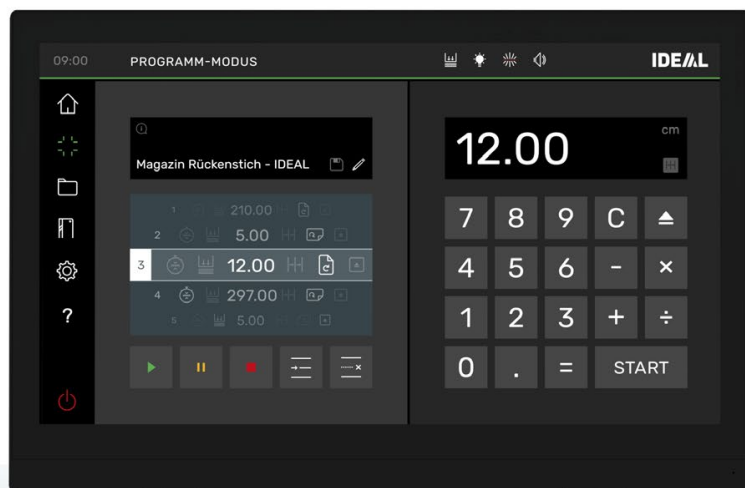 09:00 PROGRAMM-MODUS IDEAL
Magazin Rückenstich - IDEAL
1 210.00
2 5.00
3 12.00
4 297.00
5 5.00
12.00 cm
7 8 9 C
4 5 6 - ×
1 2 3 + ÷
0 . = START
?